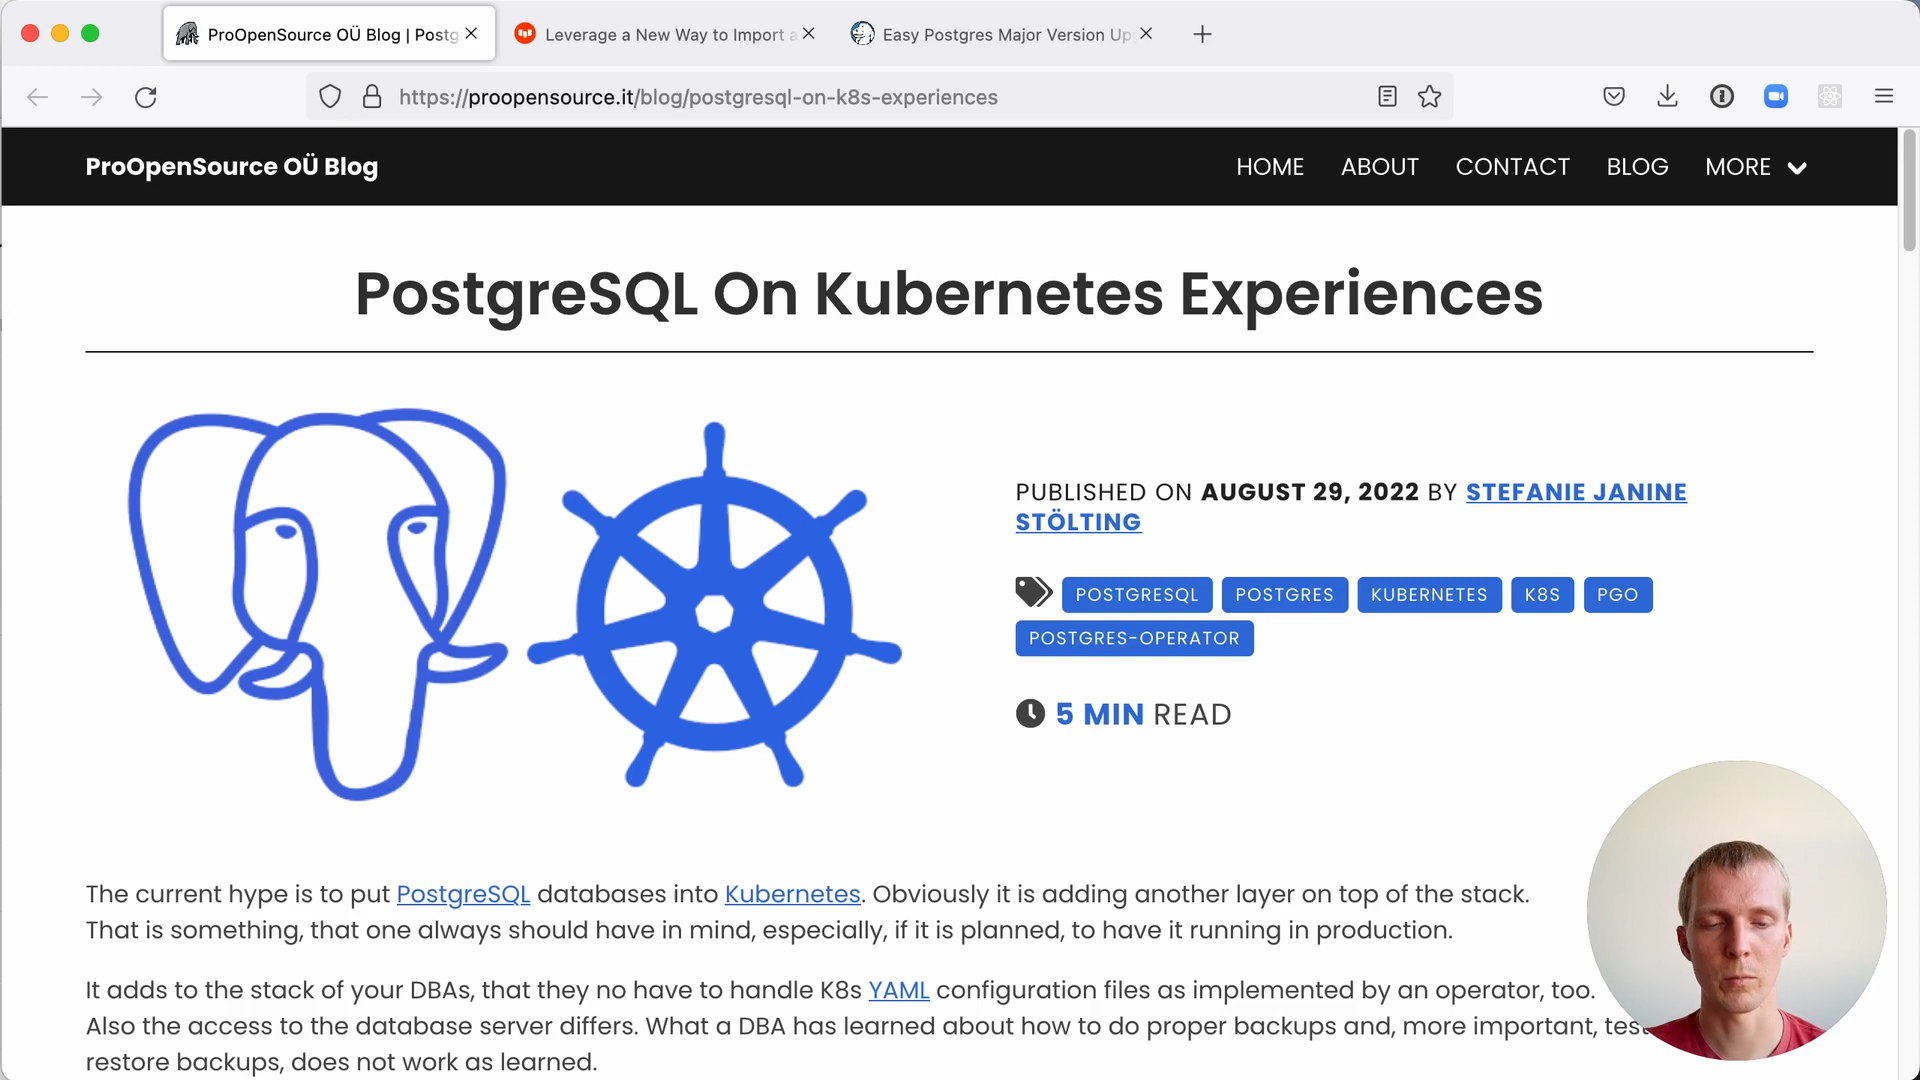 ProOpenSource OÜ Blog | Postg
Leverage a New Way to Import a
Easy Postgres Major Version Up
https://proopensource.it/blog/postgresql-on-k8s-experiences
ProOpenSource OÜ Blog
HOME ABOUT CONTACT BLOG MORE
PostgreSQL On Kubernetes Experiences
PUBLISHED ON AUGUST 29, 2022 BY STEFANIE JANINE
STÖLTING
POSTGRESQL POSTGRES KUBERNETES K8S PGO
POSTGRES-OPERATOR
5 MIN READ
The current hype is to put PostgreSQL databases into Kubernetes. Obviously it is adding another layer on top of the stack.
That is something, that one always should have in mind, especially, if it is planned, to have it running in production.
It adds to the stack of your DBAs, that they no have to handle K8s YAML configuration files as implemented by an operator, too.
Also the access to the database server differs. What a DBA has learned about how to do proper backups and, more important, test
restore backups, does not work as learned.